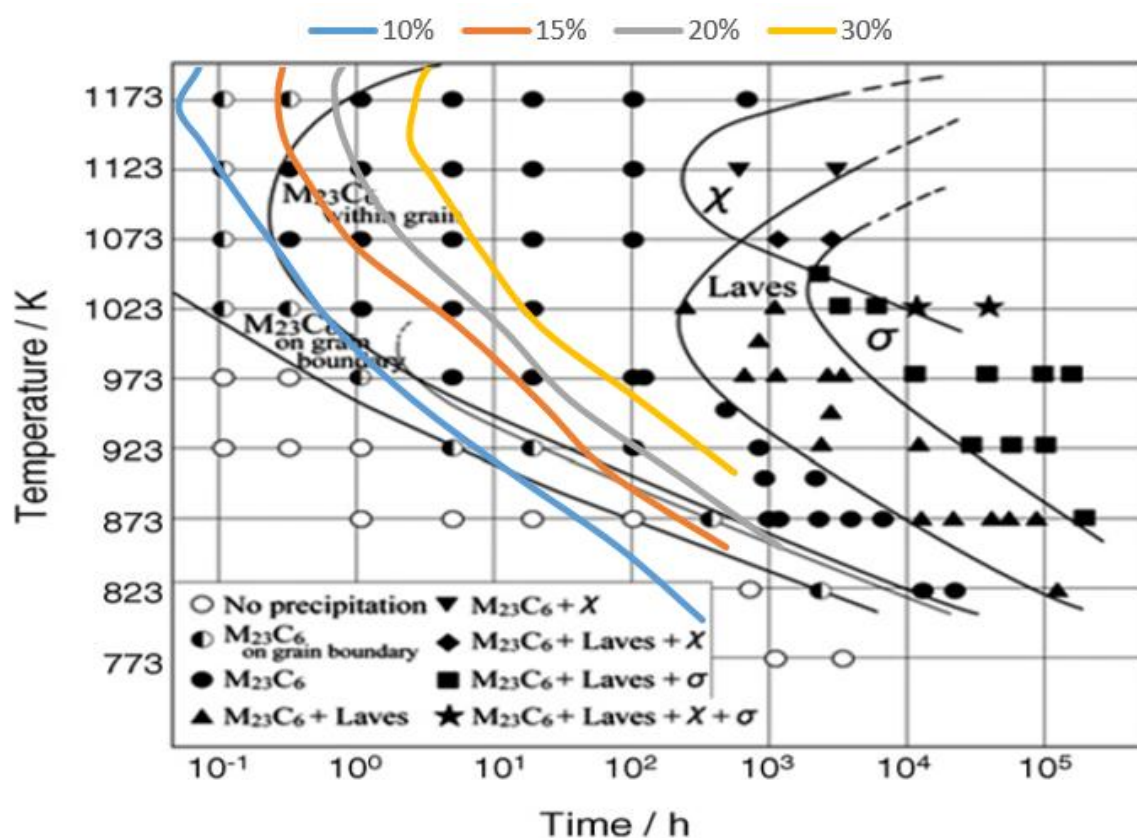 10% 15% 20% 30%
Temperature / K
1173
1123
1073
1023
973
923
873
823
773
M23C6
within grain
M23C6
on grain
boundary
χ
Laves
σ
No precipitation
M23C6
on grain boundary
M23C6
M23C6 + Laves
M23C6 + χ
M23C6 + Laves + χ
M23C6 + Laves + σ
M23C6 + Laves + χ + σ
10⁻¹ 10⁰ 10¹ 10² 10³ 10⁴ 10⁵
Time / h